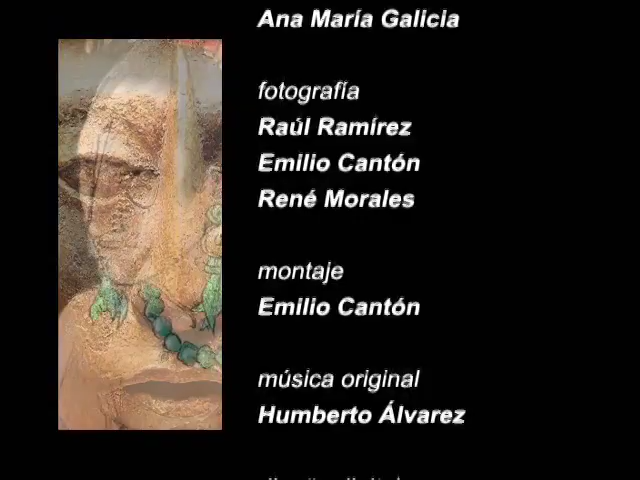 Ana María Galicia
fotografía
Raúl Ramírez
Emilio Cantón
René Morales
montaje
Emilio Cantón
música original
Humberto Álvarez